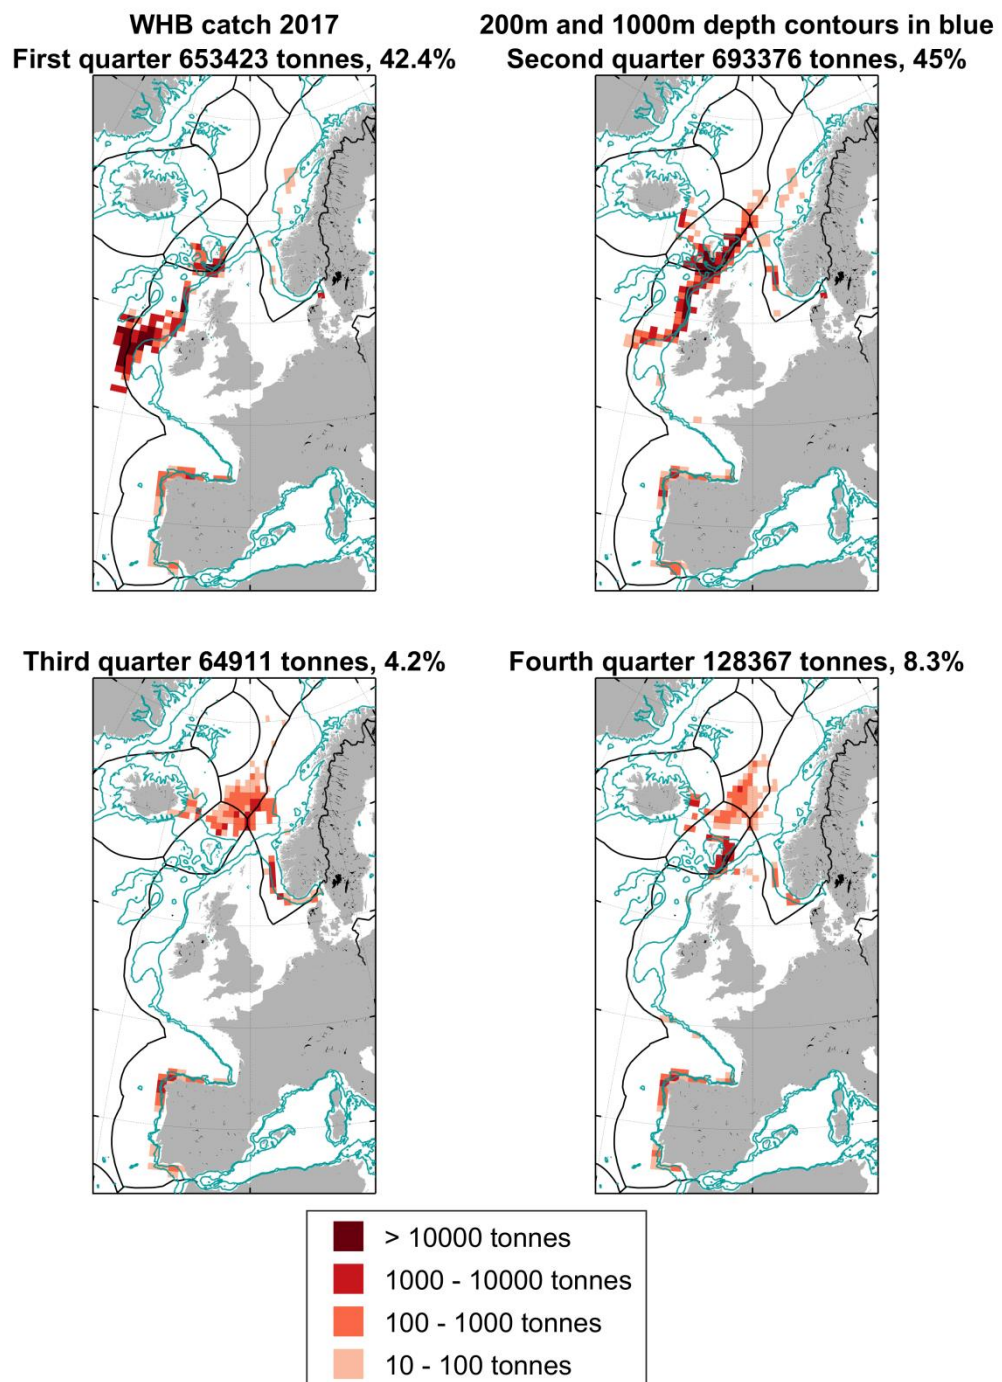 WHB catch 2017
200m and 1000m depth contours in blue
First quarter 653423 tonnes, 42.4%
Second quarter 693376 tonnes, 45%
Third quarter 64911 tonnes, 4.2%
Fourth quarter 128367 tonnes, 8.3%
> 10000 tonnes
1000 - 10000 tonnes
100 - 1000 tonnes
10 - 100 tonnes